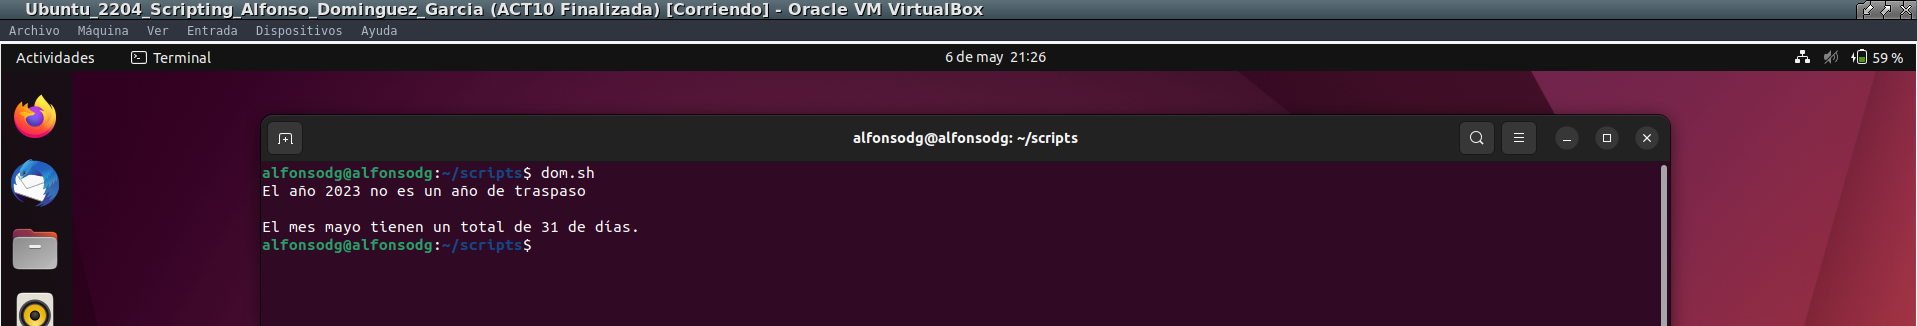 Ubuntu_2204_Scripting_Alfonso_Dominguez_Garcia (ACT10 Finalizada) [Corriendo] - Oracle VM VirtualBox
Archivo Máquina Ver Entrada Dispositivos Ayuda
Actividades Terminal 6 de may 21:26 59 %
alfonsodg@alfonsodg: ~/scripts
alfonsodg@alfonsodg:~/scripts$ dom.sh
El año 2023 no es un año de traspaso
El mes mayo tienen un total de 31 de días.
alfonsodg@alfonsodg:~/scripts$